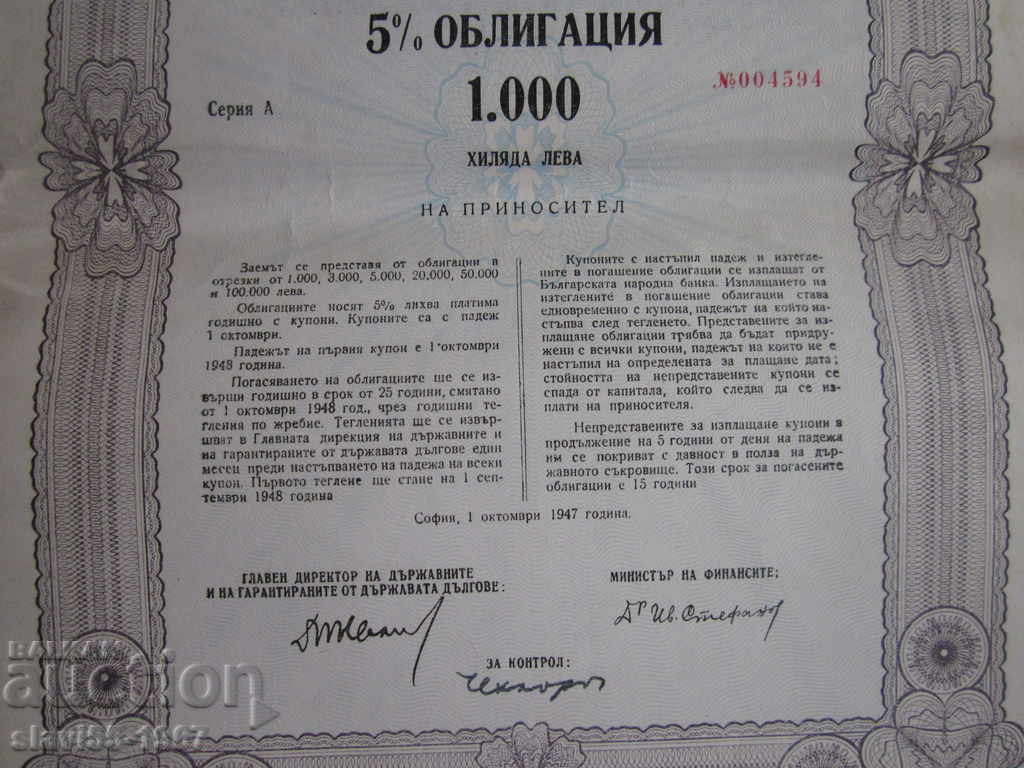 5% ОБЛИГАЦИЯ
Серия А
1.000
№004594
ХИЛЯДА ЛЕВА
НА ПРИНОСИТЕЛ
Заемът се представя от облигации в
отрезки от 1.000, 3.000, 5.000, 20.000, 50.000
и 100.000 лева.
Облигациите носят 5% лихва платима
годишно с купони. Купоните са с падеж
1 октомври.
Падежът на първия купон е 1 октомври
1948 година.
Погасяването на облигациите ще се из-
върши годишно в срок от 25 години, смятано
от 1 октомври 1948 год., чрез годишни те-
гления по жребие. Тегленията ще се извър-
шват в Главната дирекция на държавните и
на гарантираните от държавата дългове един
месец преди настъпването на падежа на всеки
купон. Първото теглене ще стане на 1 сеп-
тември 1948 година
Купоните с настъпил падеж и изтегле-
ните в погашение облигации се изплащат от
Българската народна банка. Изплащането на
изтеглените в погашение облигации става
едновременно с купона, падежът на който на-
стъпва след тегленето. Представените за из-
плащане облигации трябва да бъдат придру-
жени с всички купони, падежът на които не е
настъпил на определената за плащане дата;
стойността на непредставените купони се
спада от капитала, който следва да се из-
плати на приносителя.
Непредставените за изплащане купони в
продължение на 5 години от деня на падежа
им се покриват с давност в полза на дър-
жавното съкровище. Този срок за погасените
облигации е 15 години
София, 1 октомври 1947 година.
ГЛАВЕН ДИРЕКТОР НА ДЪРЖАВНИТЕ
И НА ГАРАНТИРАНИТЕ ОТ ДЪРЖАВАТА ДЪЛГОВЕ:
МИНИСТЪР НА ФИНАНСИТЕ:
Др Ив. Стефанов
ЗА КОНТРОЛ:
BALKAN
auction
slavi55-1967